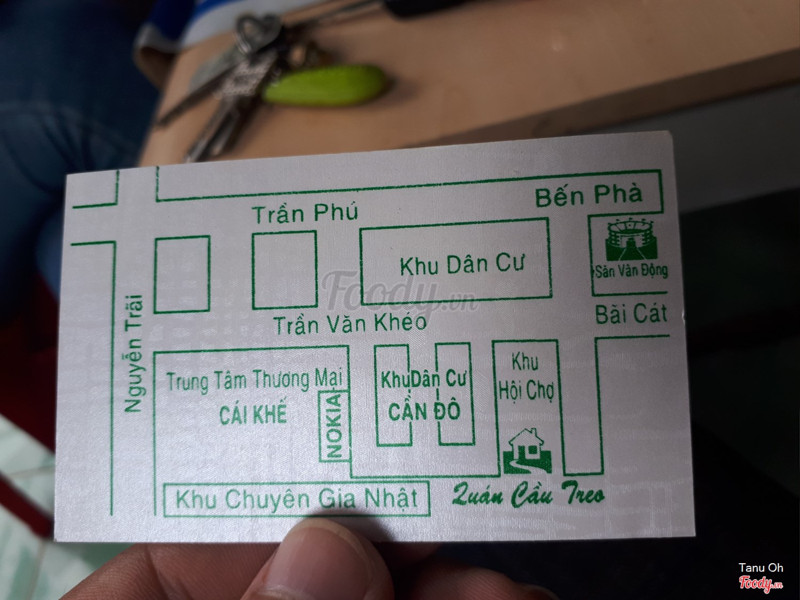 Trần Phú
Bến Phà
Khu Dân Cư
Sân Vân Động
Foody.vn
Nguyễn Trãi
Trần Văn Khéo
Bãi Cát
Trung Tâm Thương Mại
CÁI KHẾ
NOKIA
Khu Dân Cư
CẦN ĐÔ
Khu
Hội Chợ
Khu Chuyên Gia Nhật
Quán Cầu Treo
Tanu Oh
Foody.vn